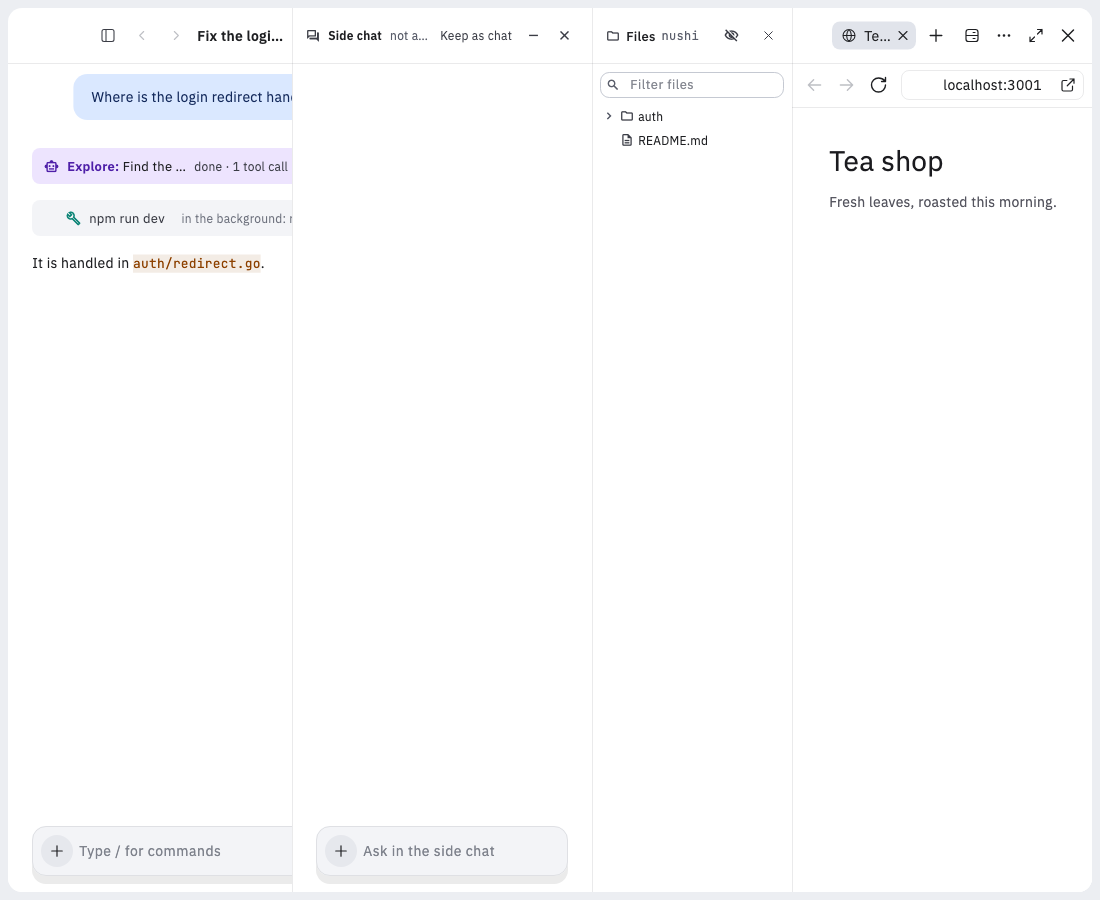 Fix the logi...
Where is the login redirect han
Explore: Find the ... done · 1 tool call
npm run dev in the background:
It is handled in auth/redirect.go.
Type / for commands
Side chat not a... Keep as chat
Ask in the side chat
Files nushi
Filter files
auth
README.md
Te...
localhost:3001
Tea shop
Fresh leaves, roasted this morning.